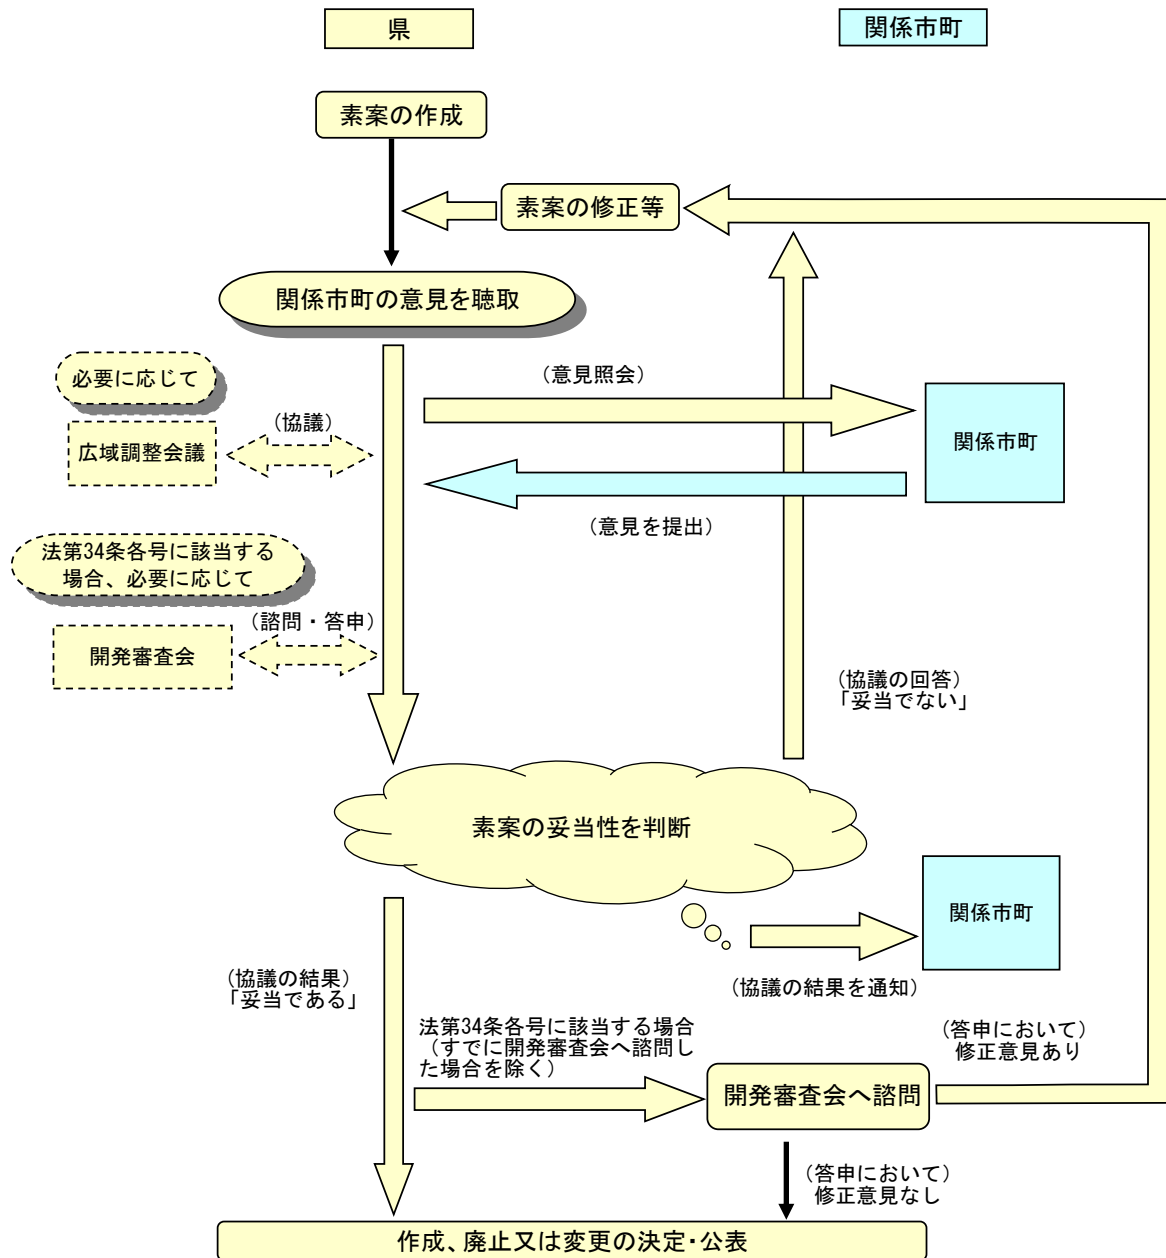 県
関係市町
素案の作成
素案の修正等
関係市町の意見を聴取
必要に応じて
(意見照会)
(協議)
広域調整会議
関係市町
(意見を提出)
法第34条各号に該当する
場合、必要に応じて
(諮問・答申)
開発審査会
(協議の回答)
「妥当でない」
素案の妥当性を判断
関係市町
(協議の結果)
「妥当である」
(協議の結果を通知)
法第34条各号に該当する場合
(すでに開発審査会へ諮問し
た場合を除く)
(答申において)
修正意見あり
開発審査会へ諮問
(答申において)
修正意見なし
作成、廃止又は変更の決定・公表